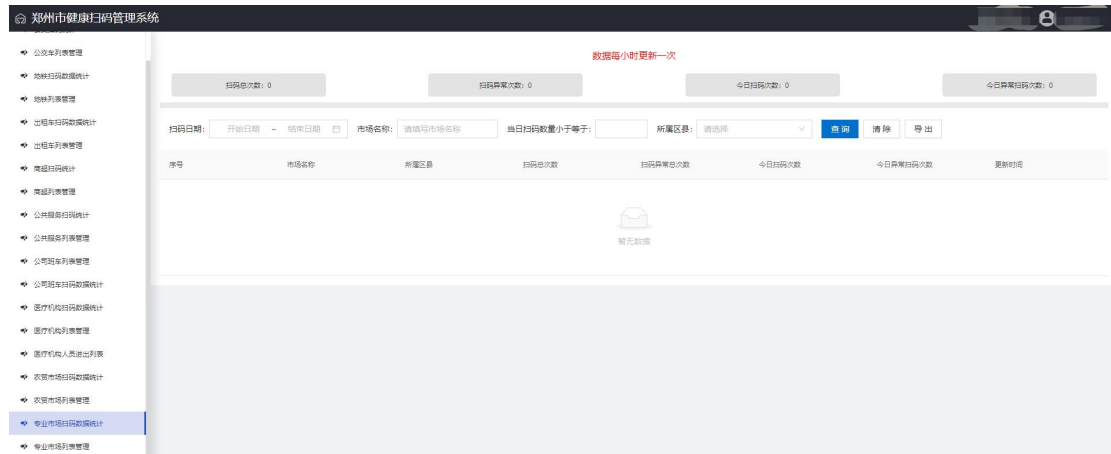 郑州市健康扫码管理系统
公交车列表管理
地铁扫码数据统计
地铁列表管理
出租车扫码数据统计
出租车列表管理
商超扫码统计
商超列表管理
公共服务扫码统计
公共服务列表管理
公司班车列表管理
公司班车扫码数据统计
医疗机构扫码数据统计
医疗机构列表管理
医疗机构人员进出列表
农贸市场扫码数据统计
农贸市场列表管理
专业市场扫码数据统计
专业市场列表管理
数据每小时更新一次
扫码总次数: 0 扫码异常次数: 0 今日扫码次数: 0 今日异常扫码次数: 0
扫码日期: 开始日期 ~ 结束日期 市场名称: 请填写市场名称 当日扫码数量小于等于: 所属区县: 请选择 查询 清除 导出
序号 市场名称 所属区县 扫码总次数 扫码异常总次数 今日扫码次数 今日异常扫码次数 更新时间
暂无数据